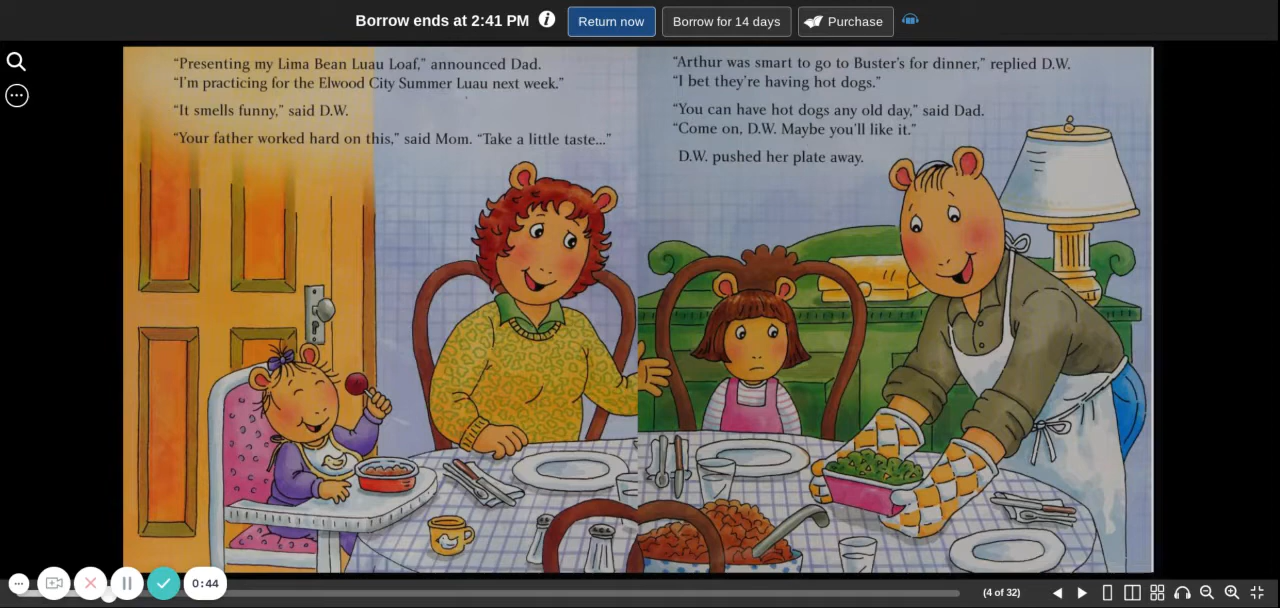 Borrow ends at 2:41 PM
Return now
Borrow for 14 days
Purchase
“Presenting my Lima Bean Luau Loaf,” announced Dad.
“I'm practicing for the Elwood City Summer Luau next week.”
“It smells funny,” said D.W.
“Your father worked hard on this,” said Mom. “Take a little taste...”
“Arthur was smart to go to Buster's for dinner,” replied D.W.
“I bet they're having hot dogs.”
“You can have hot dogs any old day,” said Dad.
“Come on, D.W. Maybe you'll like it.”
D.W. pushed her plate away.
0:44
(4 of 32)